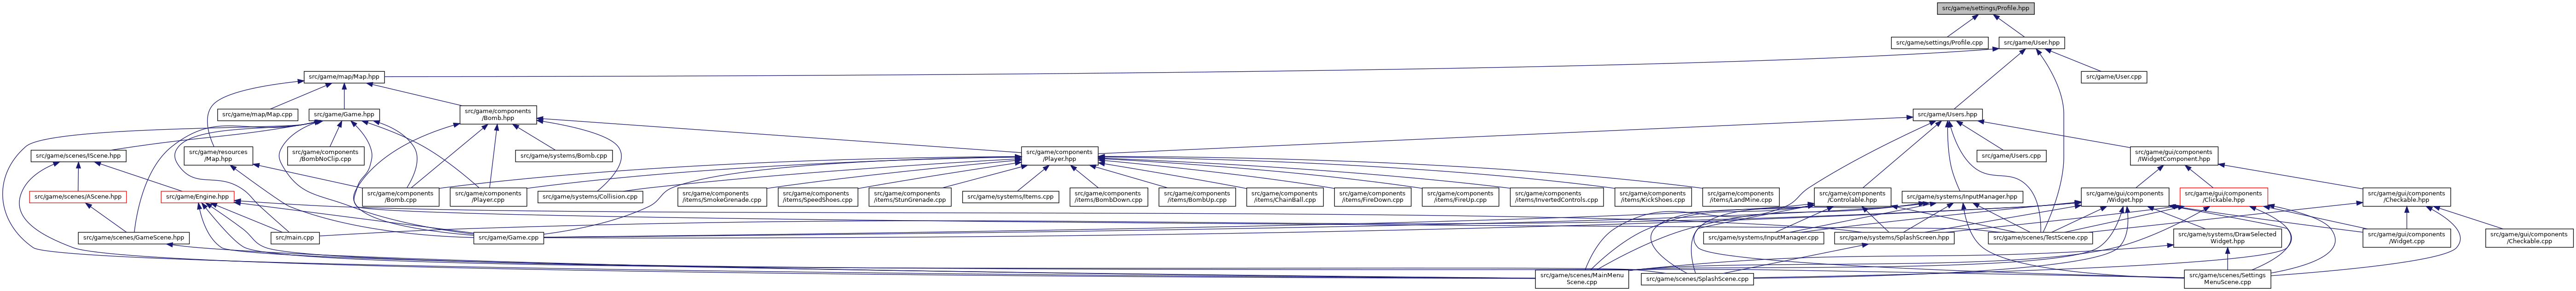 src/game/settings/Profile.hpp
src/game/settings/Profile.cpp
src/game/User.hpp
src/game/map/Map.hpp
src/game/User.cpp
src/game/map/Map.cpp
src/game/Game.hpp
src/game/components
/Bomb.hpp
src/game/Users.hpp
src/game/scenes/IScene.hpp
src/game/resources
/Map.hpp
src/game/components
/BombNoClip.cpp
src/game/systems/Bomb.cpp
src/game/components
/Player.hpp
src/game/Users.cpp
src/game/gui/components
/IWidgetComponent.hpp
src/game/scenes/AScene.hpp
src/game/Engine.hpp
src/game/components
/Bomb.cpp
src/game/components
/Player.cpp
src/game/systems/Collision.cpp
src/game/components
/items/SmokeGrenade.cpp
src/game/components
/items/SpeedShoes.cpp
src/game/components
/items/StunGrenade.cpp
src/game/systems/Items.cpp
src/game/components
/items/BombDown.cpp
src/game/components
/items/BombUp.cpp
src/game/components
/items/ChainBall.cpp
src/game/components
/items/FireDown.cpp
src/game/components
/items/FireUp.cpp
src/game/components
/items/InvertedControls.cpp
src/game/components
/items/KickShoes.cpp
src/game/components
/items/LandMine.cpp
src/game/components
/Controlable.hpp
src/game/systems/InputManager.hpp
src/game/gui/components
/Widget.hpp
src/game/gui/components
/Clickable.hpp
src/game/gui/components
/Checkable.hpp
src/game/scenes/GameScene.hpp
src/main.cpp
src/game/Game.cpp
src/game/systems/InputManager.cpp
src/game/systems/SplashScreen.hpp
src/game/scenes/TestScene.cpp
src/game/systems/DrawSelected
Widget.hpp
src/game/gui/components
/Widget.cpp
src/game/gui/components
/Checkable.cpp
src/game/scenes/MainMenu
Scene.cpp
src/game/scenes/SplashScene.cpp
src/game/scenes/Settings
MenuScene.cpp